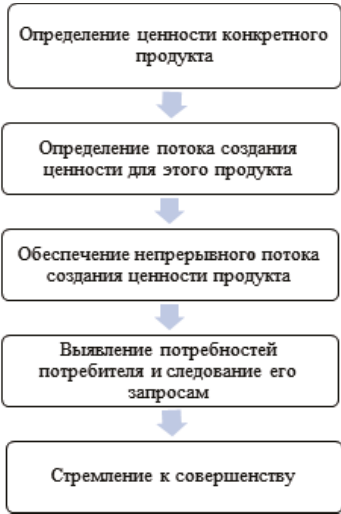 Определение ценности конкретного
продукта
Определение потока создания
ценности для этого продукта
Обеспечение непрерывного потока
создания ценности продукта
Выявление потребностей
потребителя и следование его
запросам
Стремление к совершенству